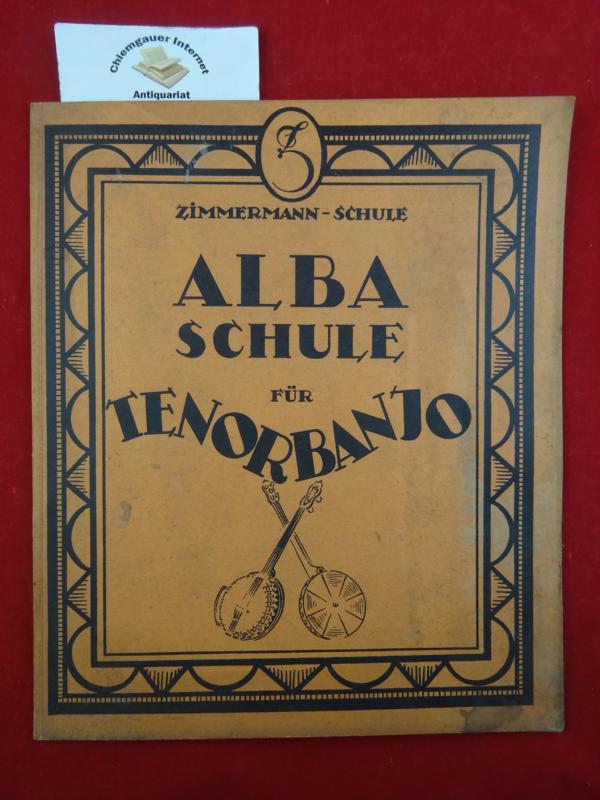 Chiemgauer Internet
Antiquariat
Z
ZIMMERMANN-SCHULE
ALBA
SCHULE
FÜR
TENORBANJO